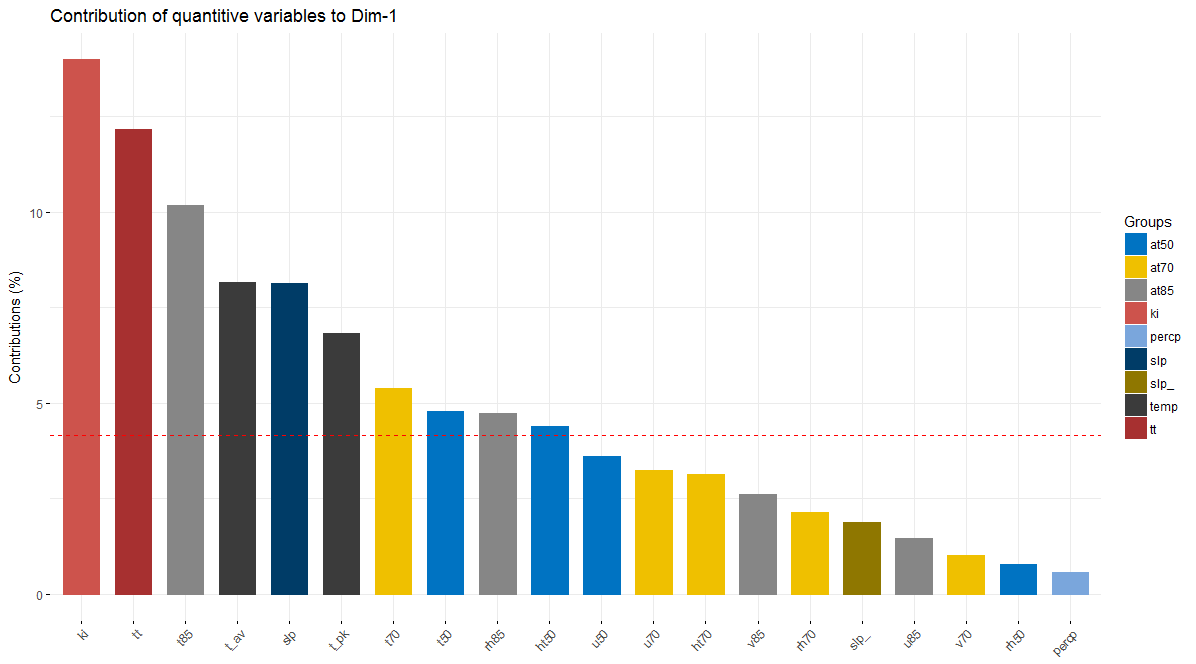 Contribution of quantitive variables to Dim-1
Contributions (%)
10
5
0
ki
tt
t85
t_av
slp
t_pk
t70
t50
rh85
ht50
u50
u70
ht70
v85
rh70
slp_
u85
v70
rh50
percp
Groups
at50
at70
at85
ki
percp
slp
slp_
temp
tt